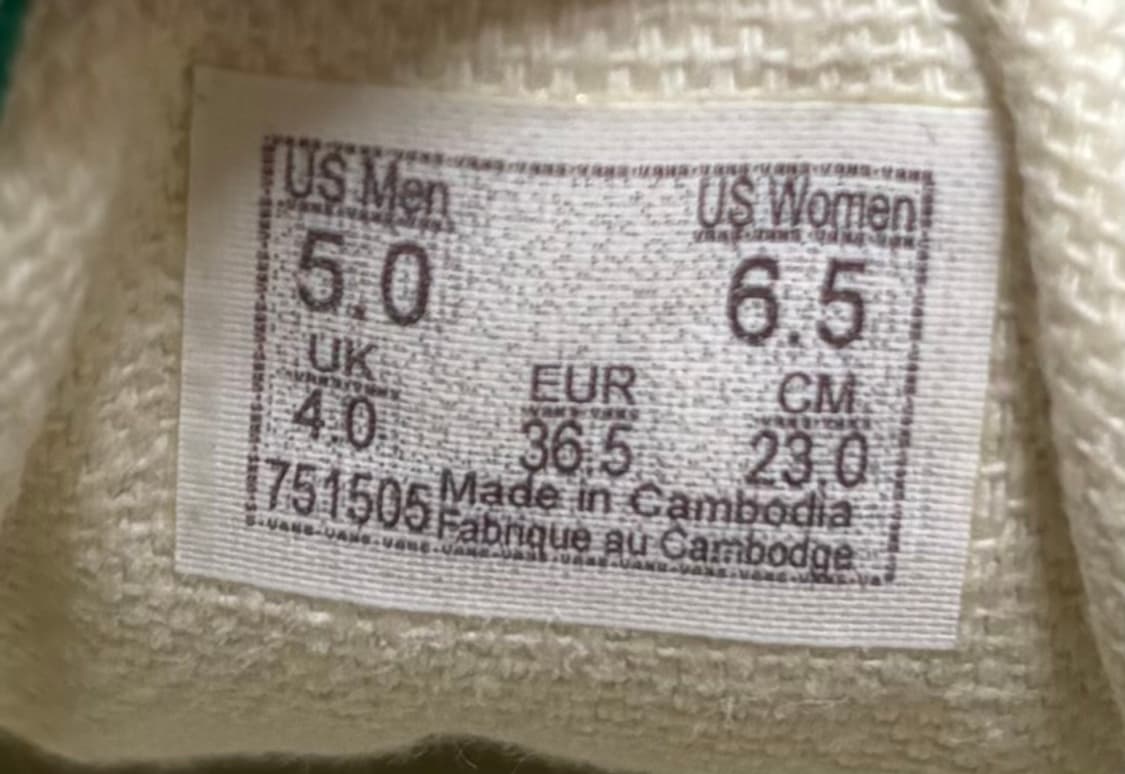 US Men US Women
5.0 6.5
UK EUR CM
4.0 36.5 23.0
751505 Made in Cambodia
Fabrique au Cambodge